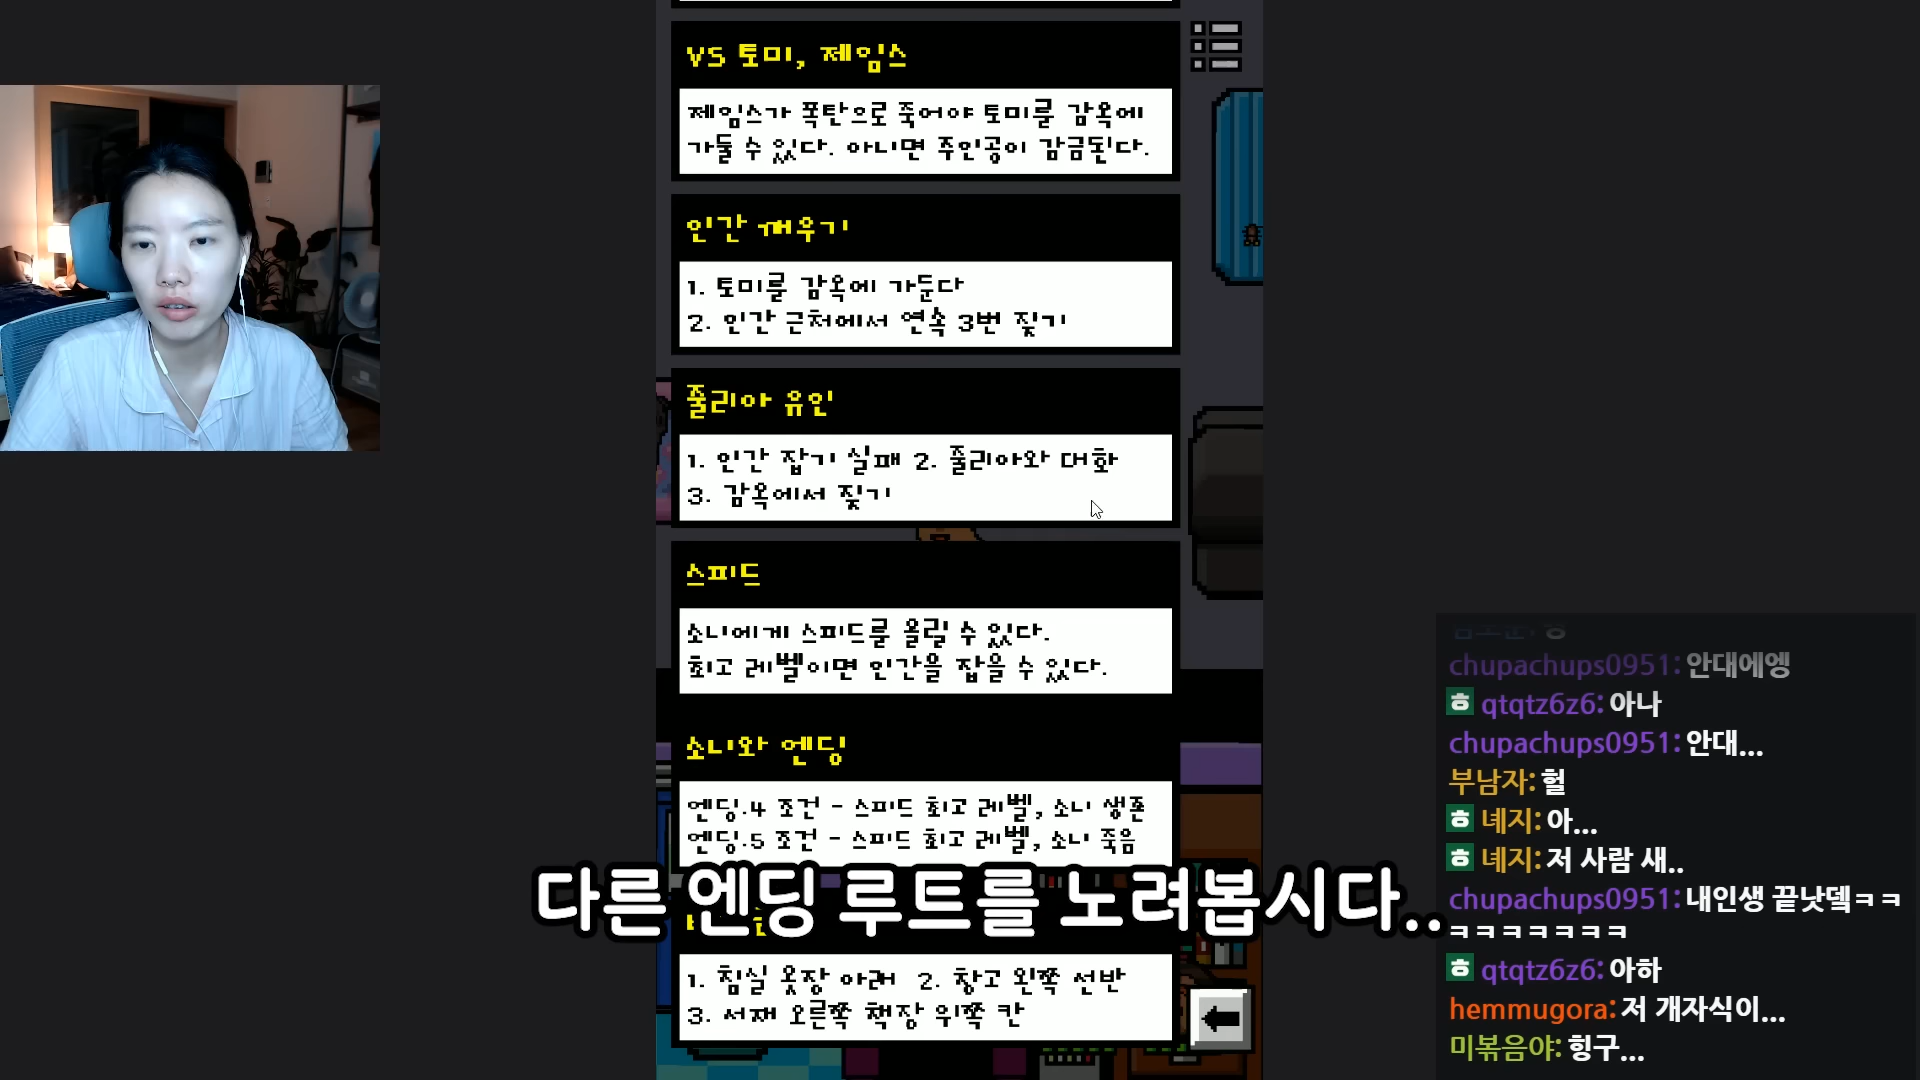 VS 토미, 제임스
제임스가 폭탄으로 죽어야 토미를 감옥에
가둘 수 있다. 아니면 주인공이 감금된다.
인간 깨우기
1. 토미를 감옥에 가둔다
2. 인간 근처에서 연속 3번 짖기
줄리아 유인
1. 인간 잡기 실패 2. 줄리아와 대화
3. 감옥에서 짖기
스피드
소니에게 스피드를 올릴 수 있다.
최고 레벨이면 인간을 잡을 수 있다.
소니와 엔딩
엔딩.4 조건 - 스피드 최고 레벨, 소니 생존
엔딩.5 조건 - 스피드 최고 레벨, 소니 죽음
다른 엔딩 루트를 노려봅시다..
1. 침실 옷장 아래 2. 창고 왼쪽 선반
3. 서재 오른쪽 책장 위쪽 칸
chupachups0951: 안대에엥
ㅎ qtqtz6z6: 아나
chupachups0951: 안대...
부남자: 헐
ㅎ 녜지: 아...
ㅎ 녜지: 저 사람 새..
chupachups0951: 내인생 끝낫뎈ㅋㅋ
ㅋㅋㅋㅋㅋㅋㅋ
ㅎ qtqtz6z6: 아하
hemmugora: 저 개자식이...
미볶음야: 힝구...